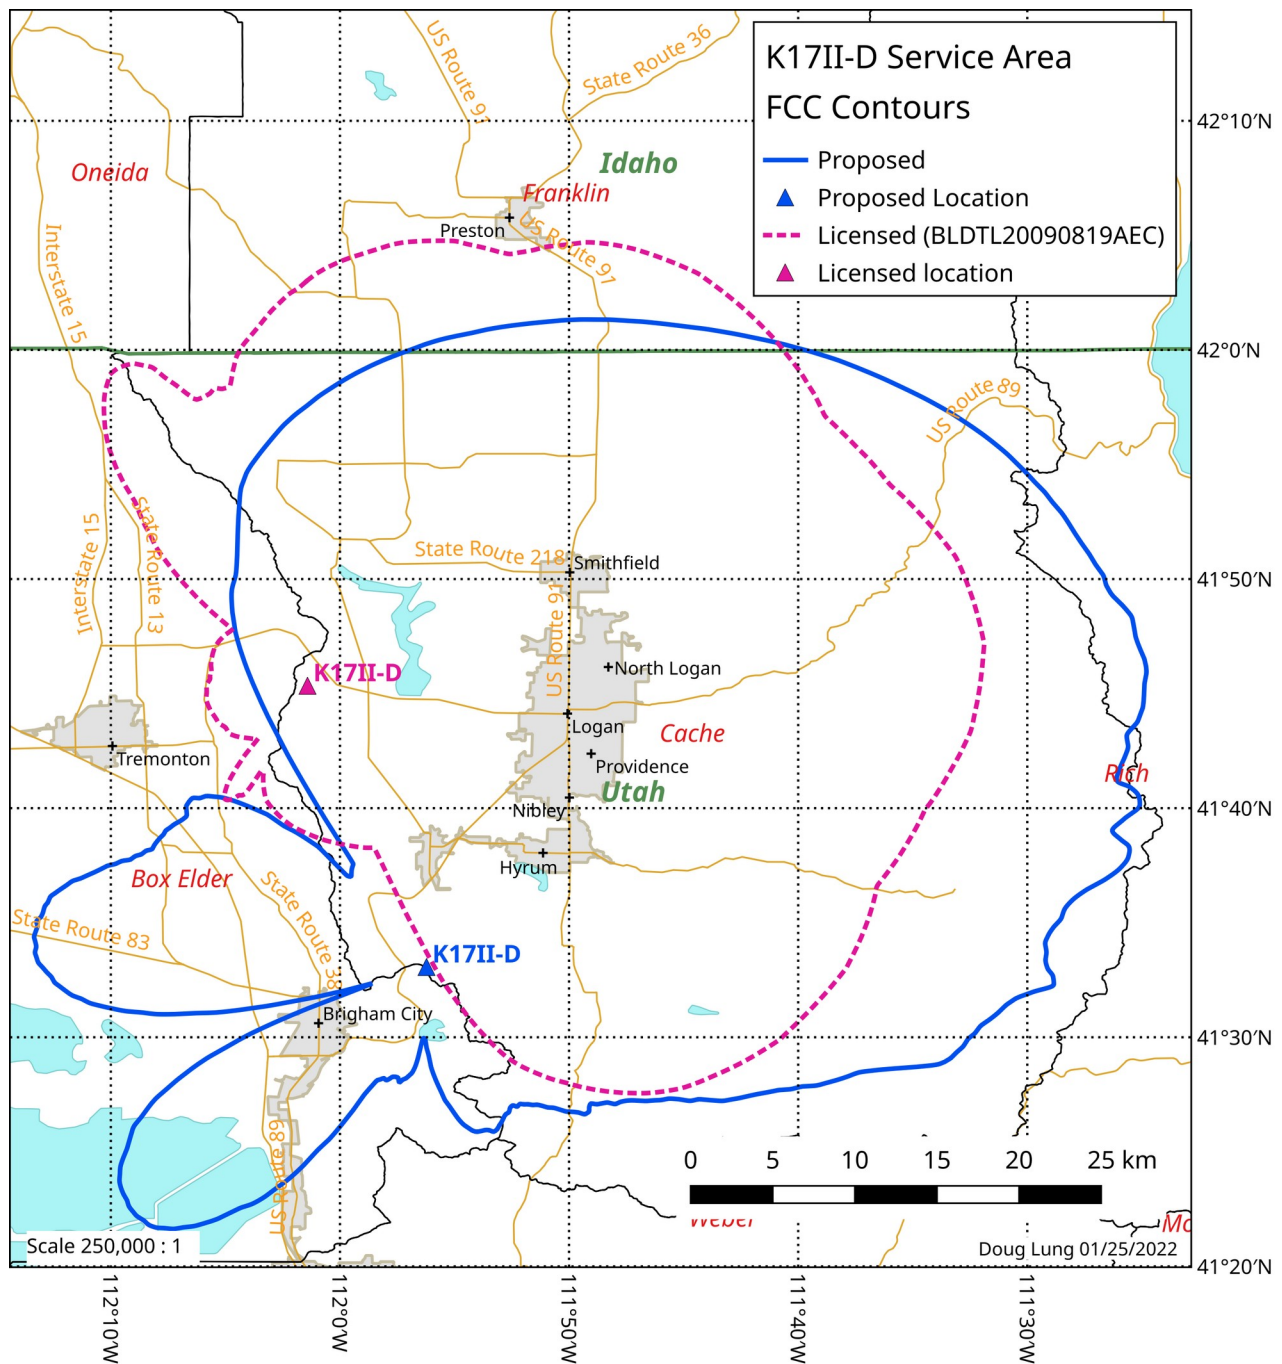 K17II-D Service Area
FCC Contours
Proposed
Proposed Location
Licensed (BLDTL20090819AEC)
Licensed location
US Route 91
State Route 36
42°10′N
Idaho
Oneida
Franklin
Preston
US Route 91
Interstate 15
42°0′N
US Route 89
State Route 13
Interstate 15
State Route 218
Smithfield
41°50′N
US Route 91
North Logan
K17II-D
Logan
Cache
Tremonton
Providence
Rich
Utah
Nibley
41°40′N
Hyrum
Box Elder
State Route 38
State Route 83
K17II-D
Brigham City
41°30′N
US Route 89
0 5 10 15 20 25 km
Weber
Scale 250,000 : 1
Doug Lung 01/25/2022
41°20′N
112°10′W
112°0′W
111°50′W
111°40′W
111°30′W